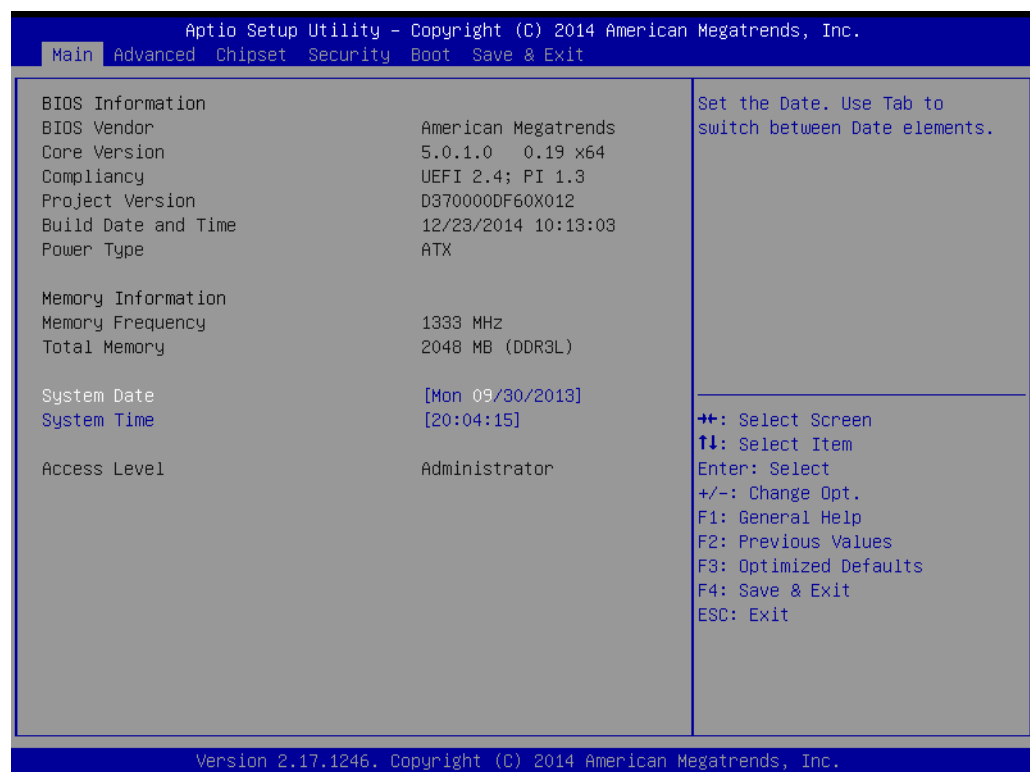 Aptio Setup Utility – Copyright (C) 2014 American Megatrends, Inc.
Main Advanced Chipset Security Boot Save & Exit
BIOS Information
BIOS Vendor American Megatrends
Core Version 5.0.1.0 0.19 x64
Compliancy UEFI 2.4; PI 1.3
Project Version D370000DF60X012
Build Date and Time 12/23/2014 10:13:03
Power Type ATX
Memory Information
Memory Frequency 1333 MHz
Total Memory 2048 MB (DDR3L)
System Date [Mon 09/30/2013]
System Time [20:04:15]
Access Level Administrator
Set the Date. Use Tab to
switch between Date elements.
→←: Select Screen
↑↓: Select Item
Enter: Select
+/-: Change Opt.
F1: General Help
F2: Previous Values
F3: Optimized Defaults
F4: Save & Exit
ESC: Exit
Version 2.17.1246. Copyright (C) 2014 American Megatrends, Inc.